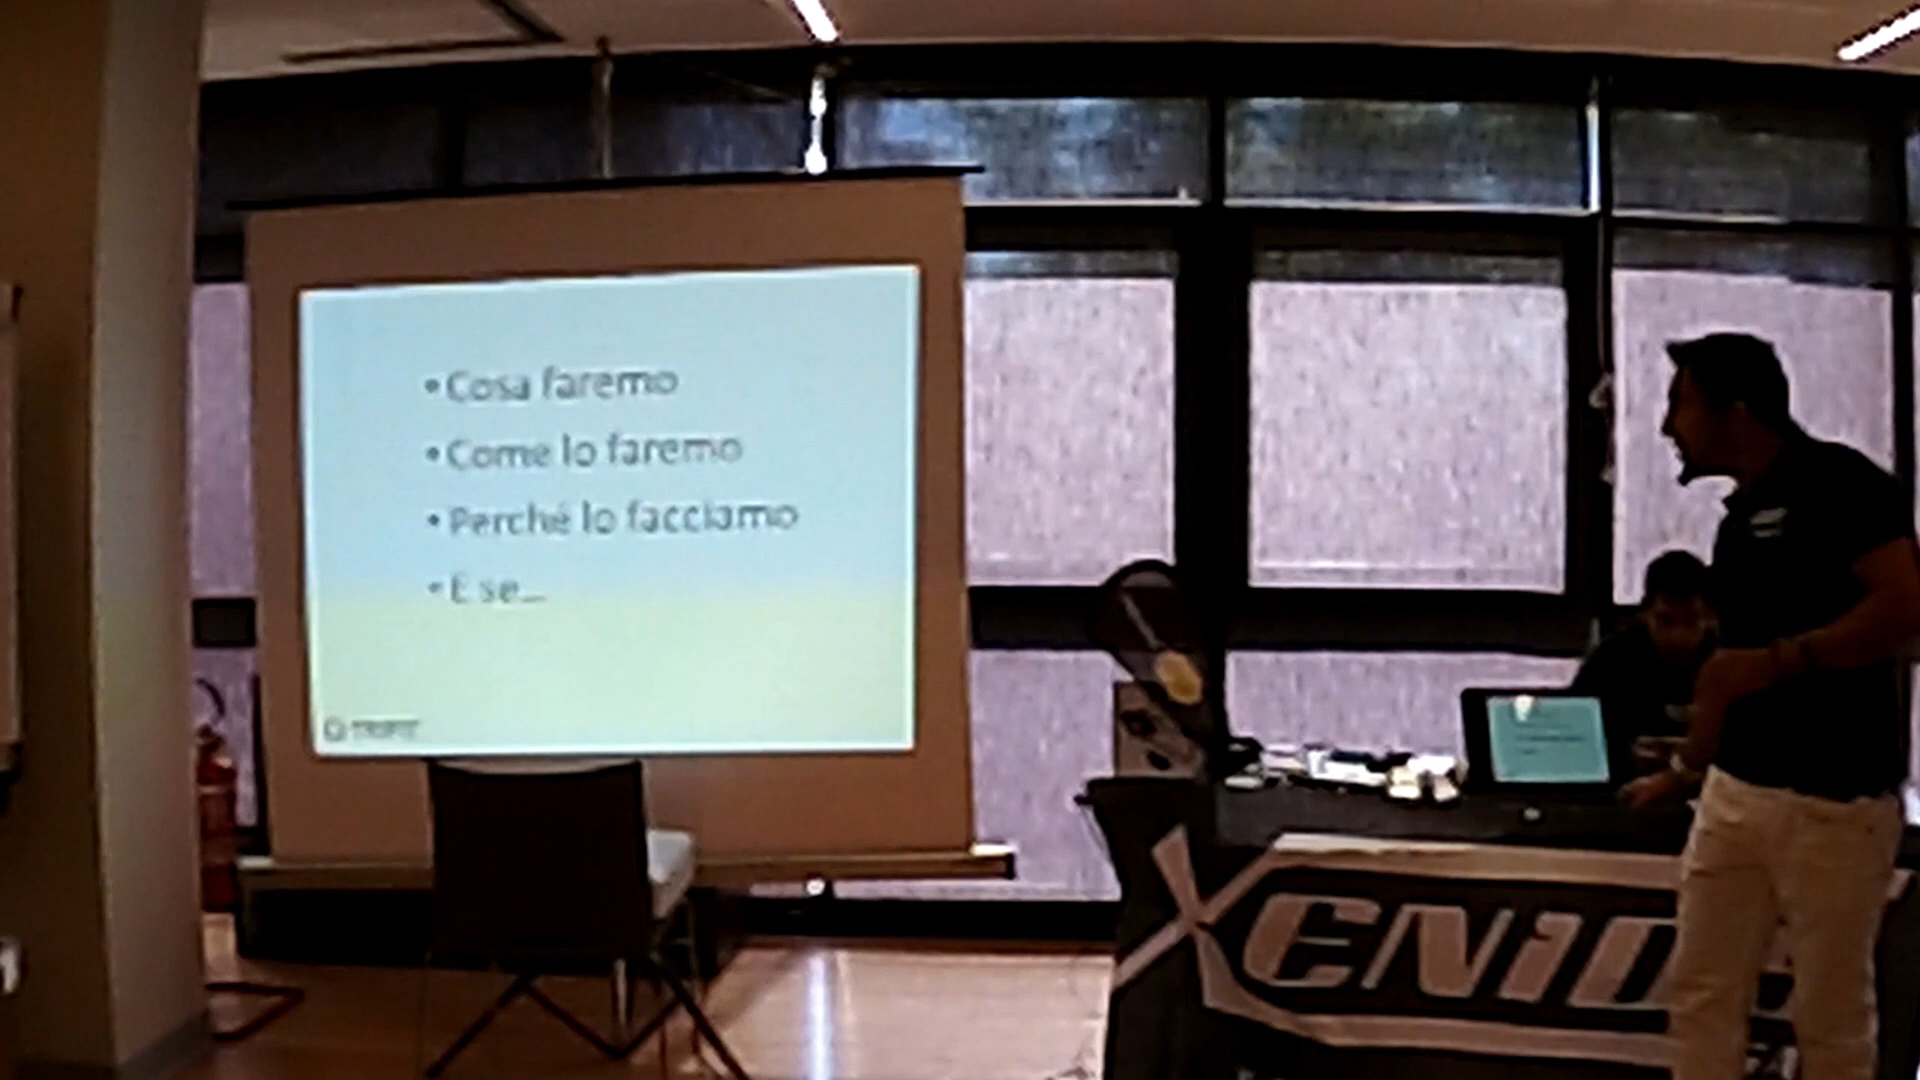 • Cosa faremo
• Come lo faremo
• Perché lo facciamo
• E se...